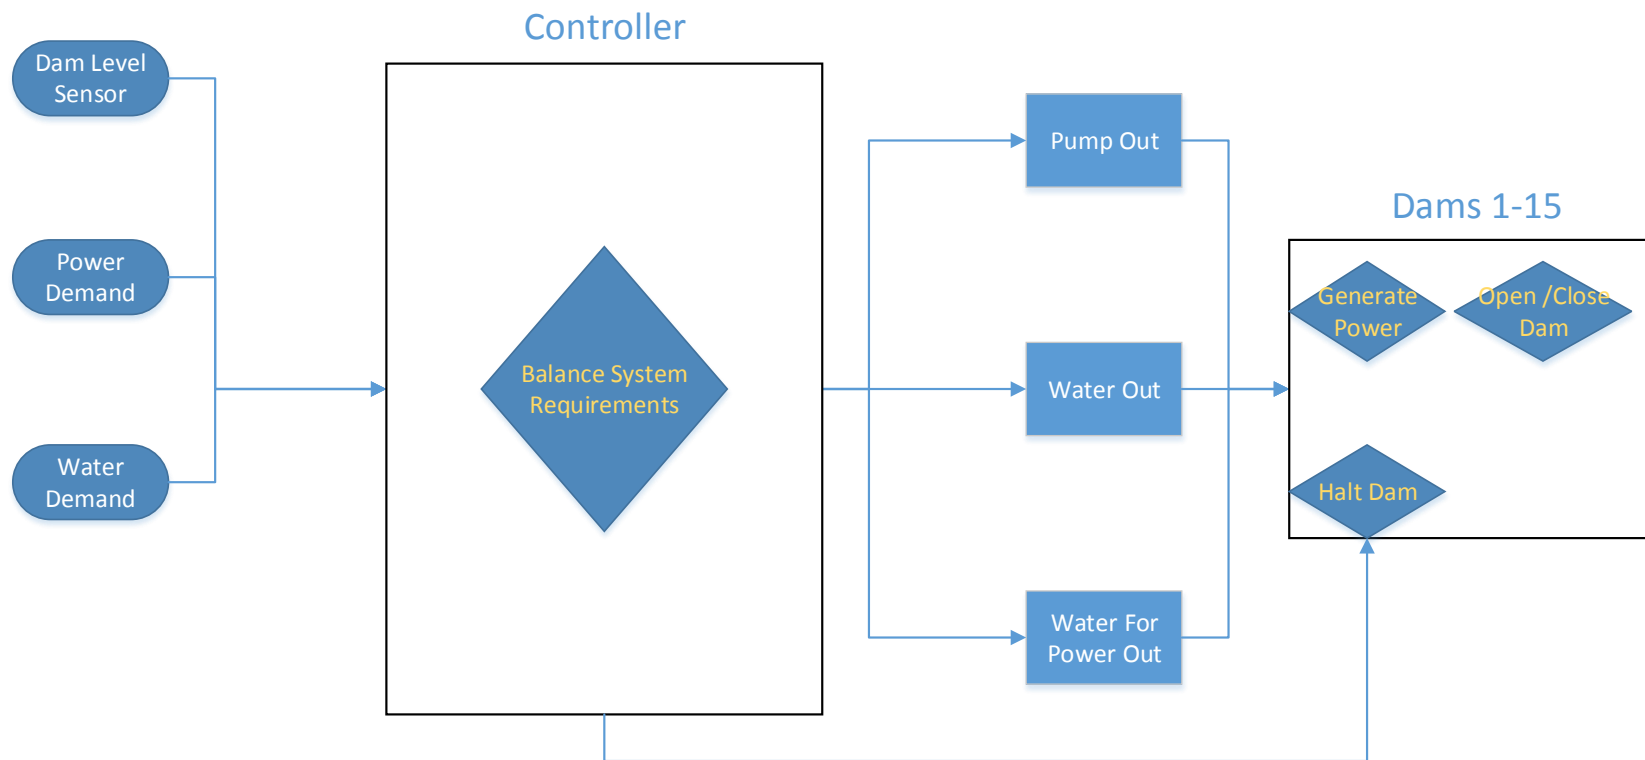 Controller
Dam Level
Sensor
Power
Demand
Water
Demand
Balance System
Requirements
Pump Out
Water Out
Water For
Power Out
Dams 1-15
Generate
Power
Open /Close
Dam
Halt Dam